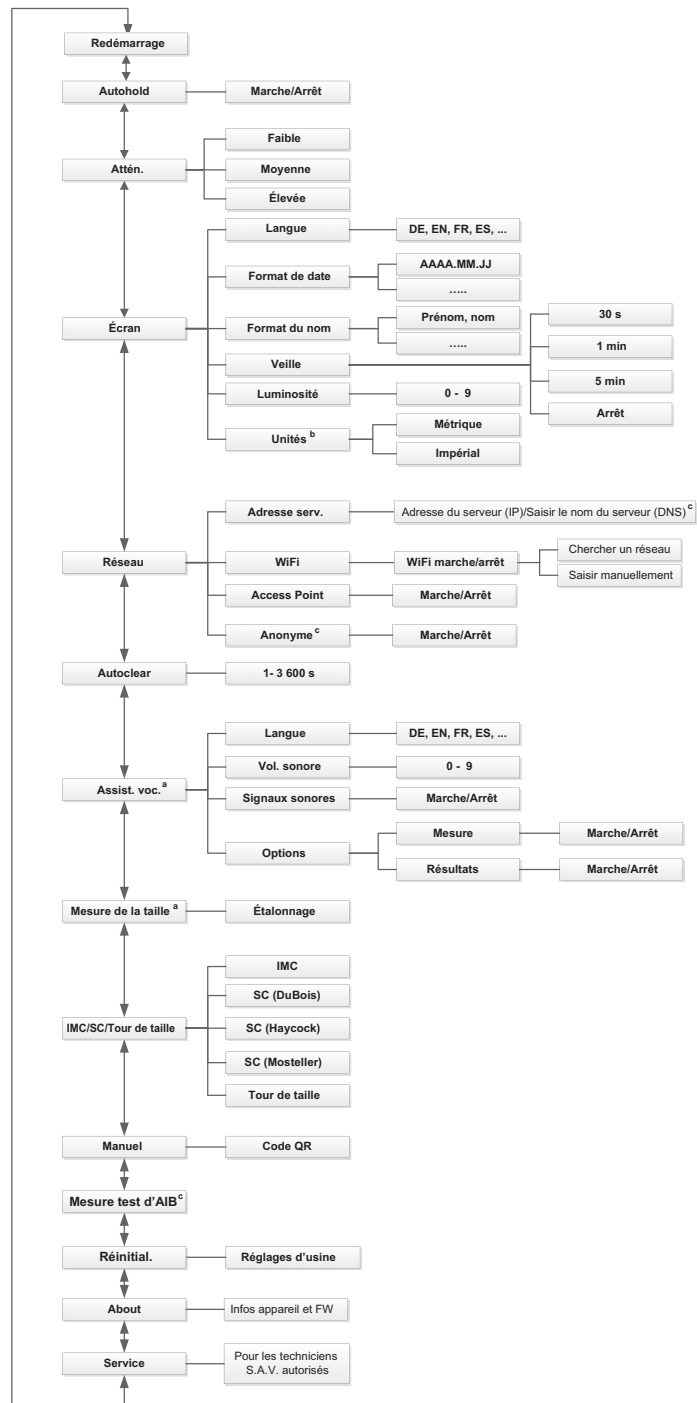 Redémarrage
Autohold
Marche/Arrêt
Attén.
Faible
Moyenne
Élevée
Écran
Langue
DE, EN, FR, ES, ...
Format de date
AAAA.MM.JJ
.....
Format du nom
Prénom, nom
.....
Veille
30 s
1 min
5 min
Arrêt
Luminosité
0 - 9
Unités b
Métrique
Impérial
Réseau
Adresse serv.
Adresse du serveur (IP)/Saisir le nom du serveur (DNS) c
WiFi
WiFi marche/arrêt
Chercher un réseau
Saisir manuellement
Access Point
Marche/Arrêt
Anonyme c
Marche/Arrêt
Autoclear
1- 3 600 s
Assist. voc. a
Langue
DE, EN, FR, ES, ...
Vol. sonore
0 - 9
Signaux sonores
Marche/Arrêt
Options
Mesure
Marche/Arrêt
Résultats
Marche/Arrêt
Mesure de la taille a
Étalonnage
IMC/SC/Tour de taille
IMC
SC (DuBois)
SC (Haycock)
SC (Mosteller)
Tour de taille
Manuel
Code QR
Mesure test d'AIB c
Réinitial.
Réglages d'usine
About
Infos appareil et FW
Service
Pour les techniciens
S.A.V. autorisés